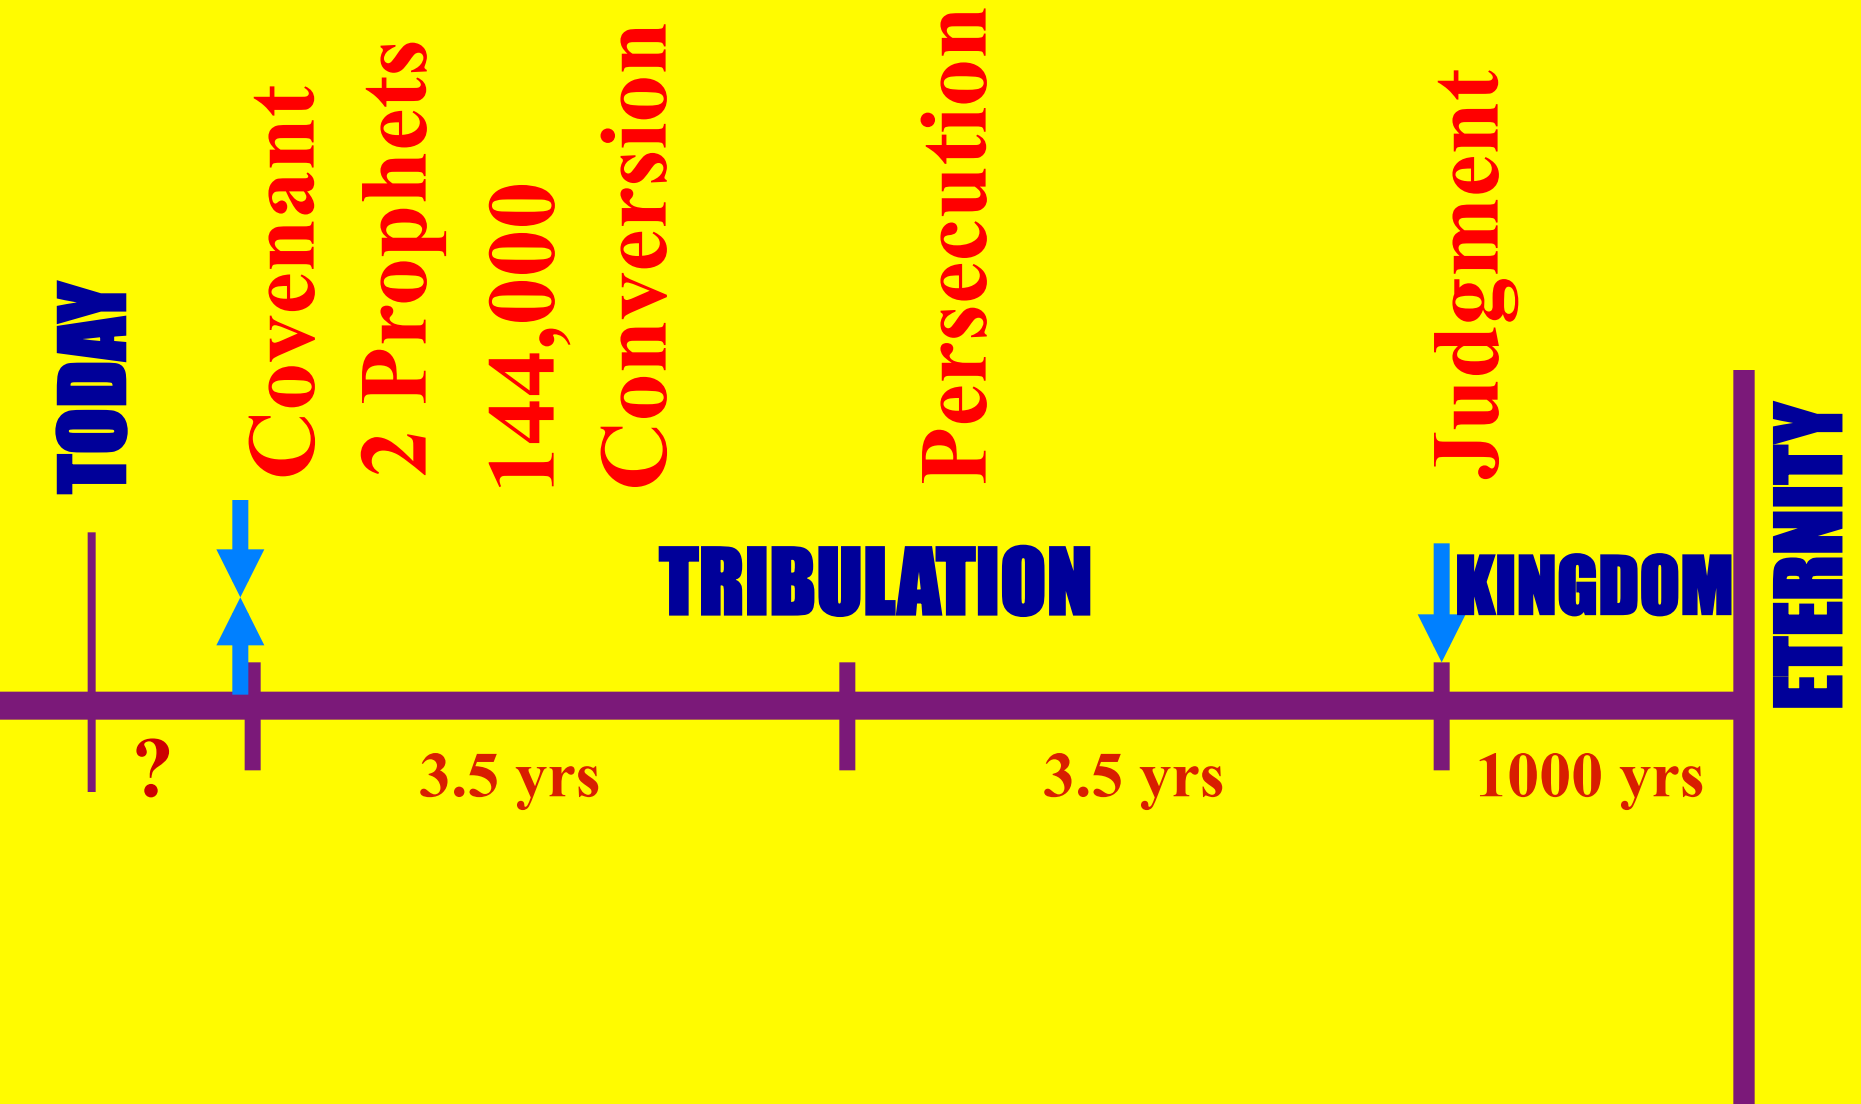 TODAY
Covenant
2 Prophets
144,000
Conversion
Persecution
Judgment
TRIBULATION
KINGDOM
ETERNITY
?
3.5 yrs
3.5 yrs
1000 yrs